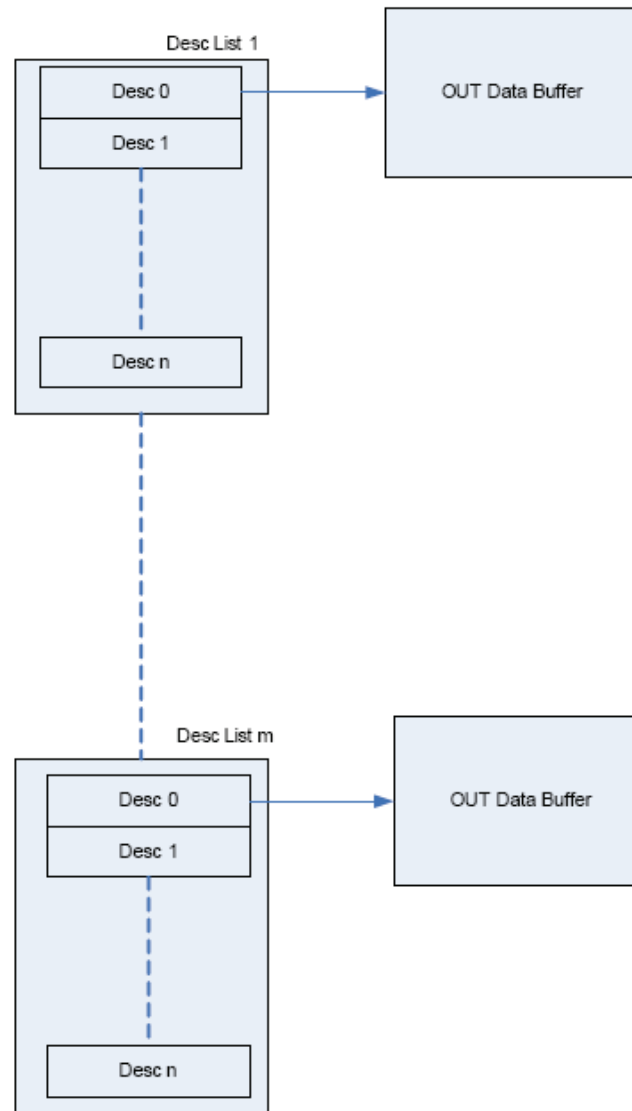 Desc List 1
Desc 0
OUT Data Buffer
Desc 1
Desc n
Desc List m
Desc 0
OUT Data Buffer
Desc 1
Desc n